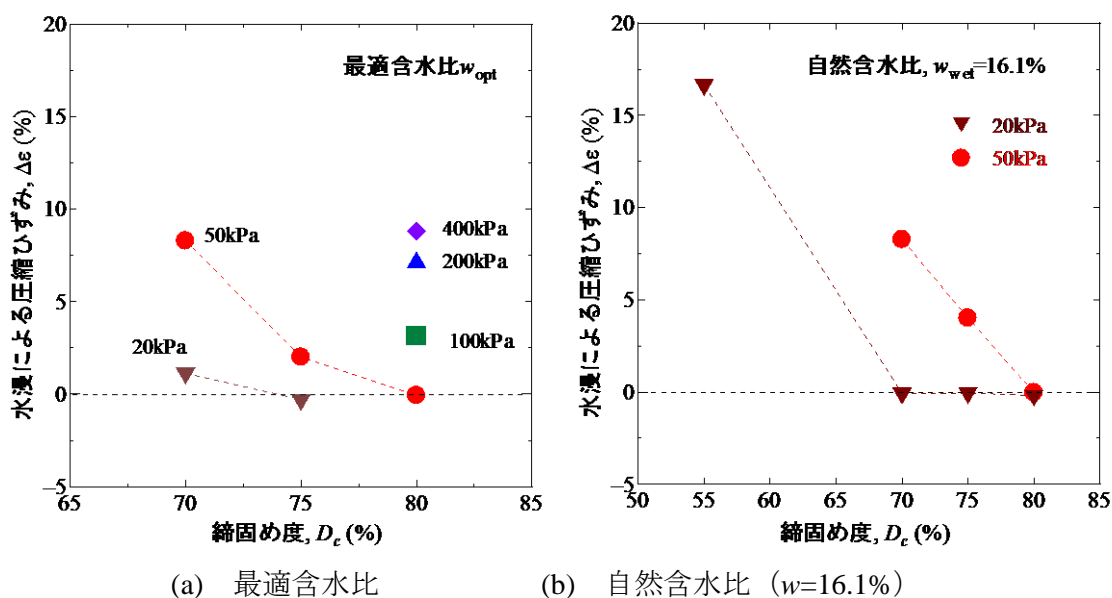 水浸による圧縮ひずみ, Δε (%)
20
15
10
5
0
−5
最適含水比wopt
50kPa
20kPa
400kPa
200kPa
100kPa
65 70 75 80 85
締固め度, Dc (%)
(a) 最適含水比
水浸による圧縮ひずみ, Δε (%)
20
15
10
5
0
−5
自然含水比, wwet=16.1%
20kPa
50kPa
50 55 60 65 70 75 80 85
締固め度, Dc (%)
(b) 自然含水比（w=16.1%）